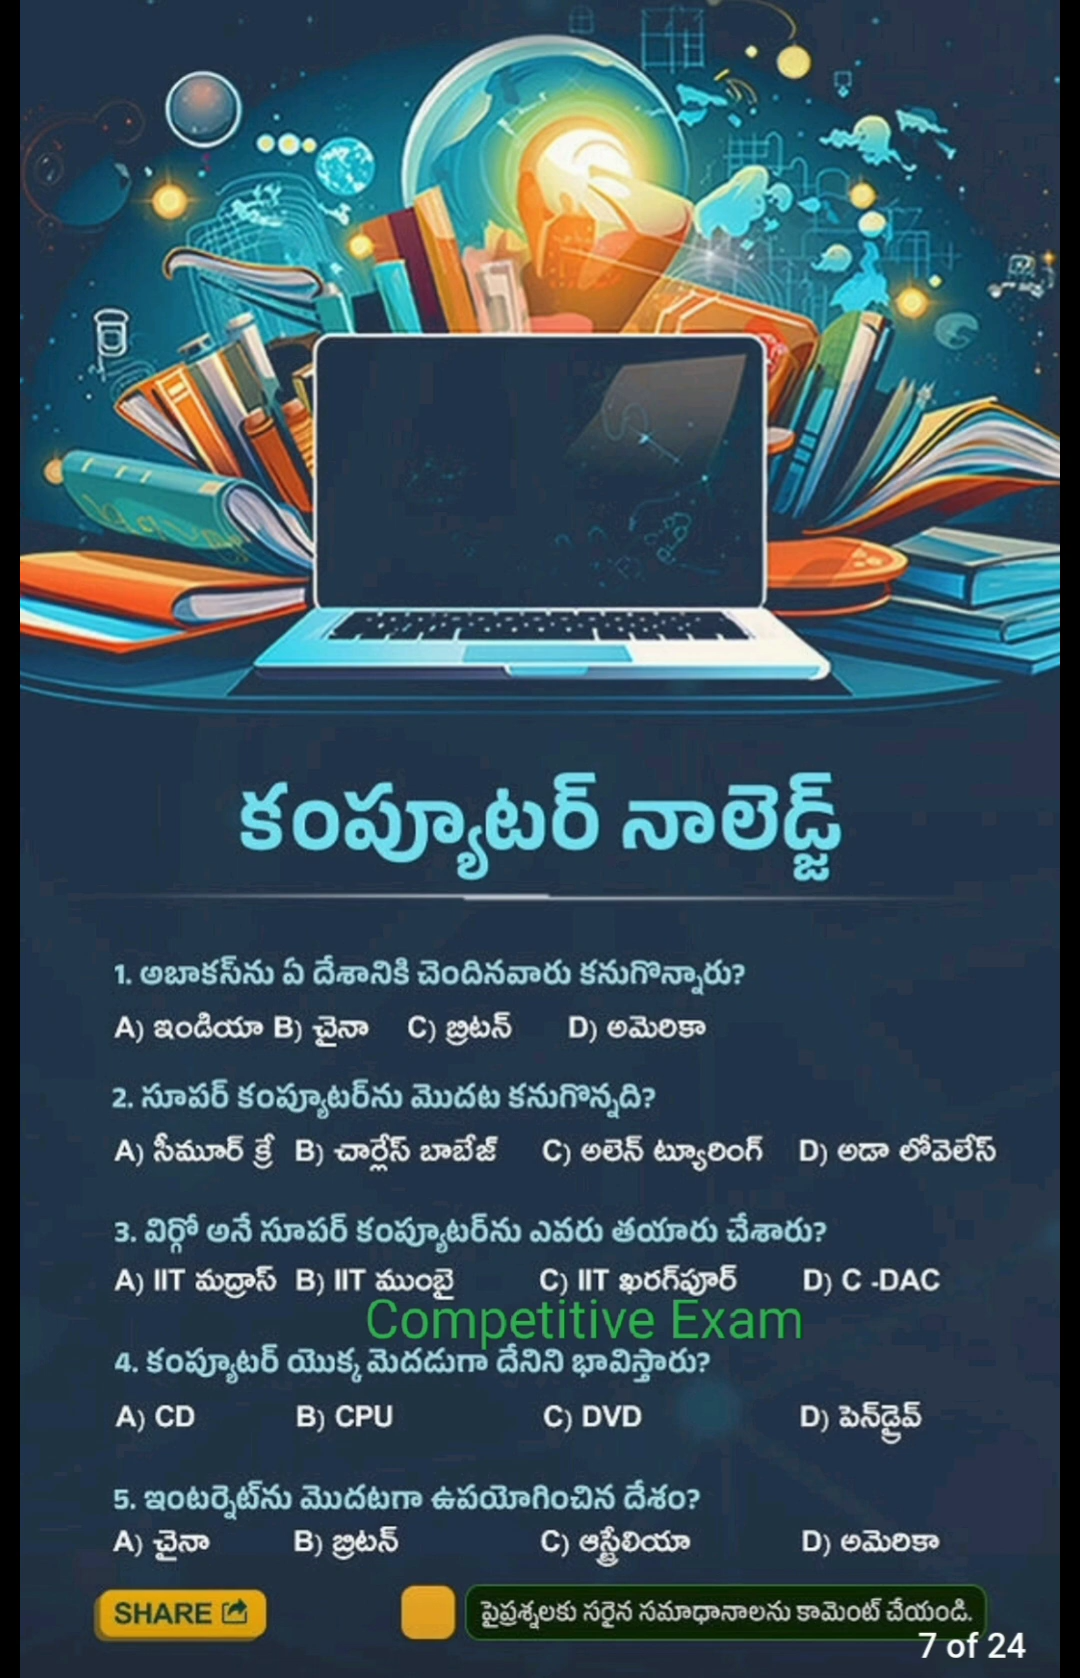 కంప్యూటర్ నాలెడ్జ్
1. అబాకస్‌ను ఏ దేశానికి చెందినవారు కనుగొన్నారు?
A) ఇండియా B) చైనా C) బ్రిటన్ D) అమెరికా
2. సూపర్ కంప్యూటర్‌ను మొదట కనుగొన్నది?
A) సీమూర్ క్రే B) చార్లేస్ బాబేజ్ C) అలెన్ ట్యూరింగ్ D) అడా లోవెలేస్
3. విర్గో అనే సూపర్ కంప్యూటర్‌ను ఎవరు తయారు చేశారు?
A) IIT మద్రాస్ B) IIT ముంబై C) IIT ఖరగ్‌పూర్ D) C -DAC
Competitive Exam
4. కంప్యూటర్ యొక్క మెదడుగా దేనిని భావిస్తారు?
A) CD B) CPU C) DVD D) పెన్‌డ్రైవ్
5. ఇంటర్నెట్‌ను మొదటగా ఉపయోగించిన దేశం?
A) చైనా B) బ్రిటన్ C) ఆస్ట్రేలియా D) అమెరికా
SHARE పైప్రశ్నలకు సరైన సమాధానాలను కామెంట్ చేయండి.
7 of 24